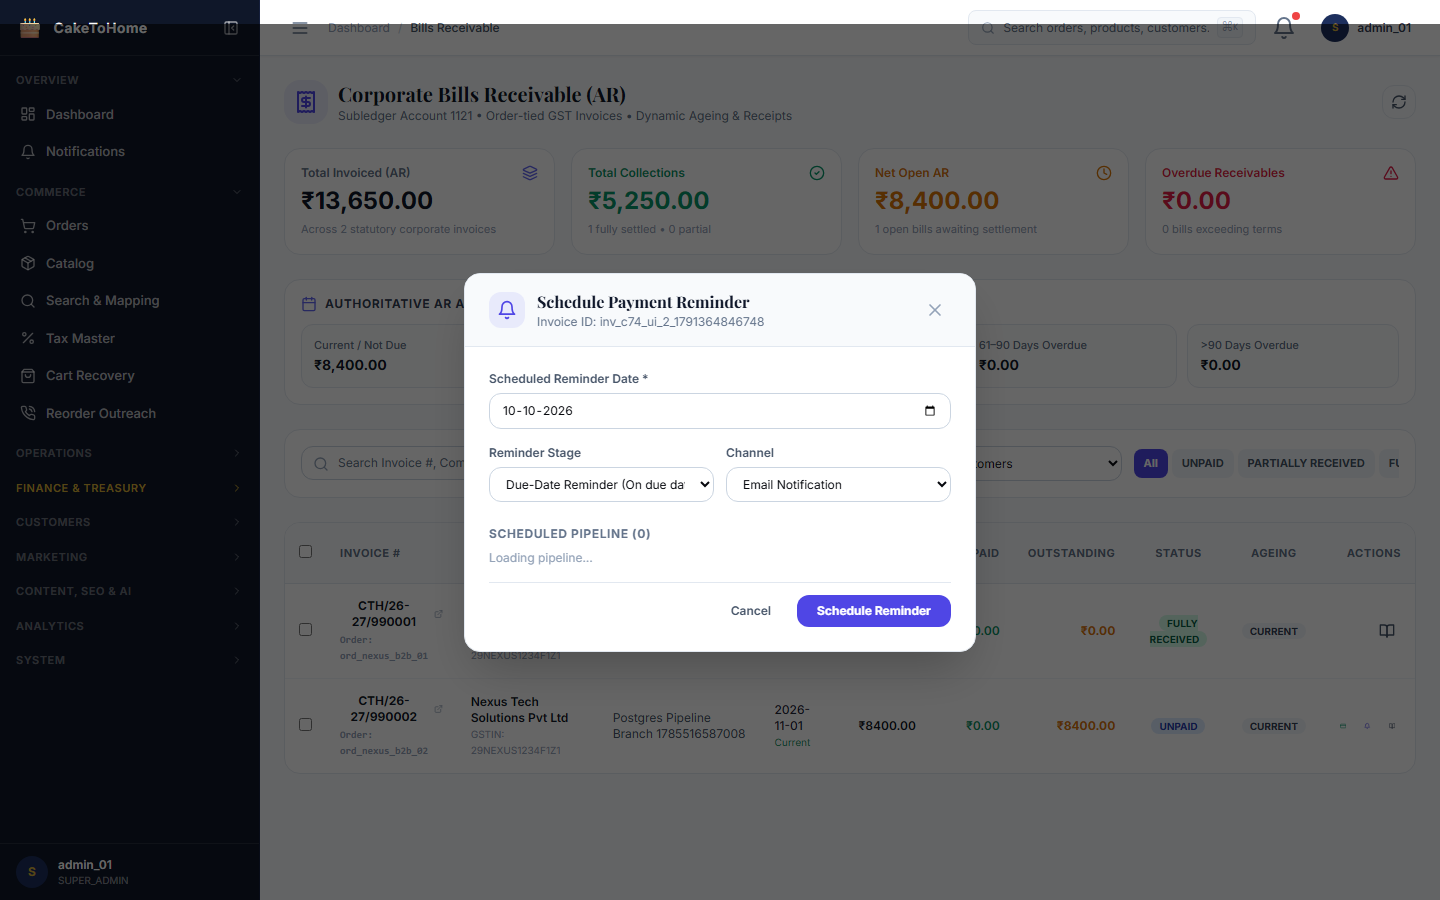 CakeToHome
OVERVIEW
Dashboard
Notifications
COMMERCE
Orders
Catalog
Search & Mapping
Tax Master
Cart Recovery
Reorder Outreach
OPERATIONS
FINANCE & TREASURY
CUSTOMERS
MARKETING
CONTENT, SEO & AI
ANALYTICS
SYSTEM
S
admin_01
SUPER_ADMIN
Dashboard / Bills Receivable
Search orders, products, customers.
⌘K
S
admin_01
Corporate Bills Receivable (AR)
Subledger Account 1121 • Order-tied GST Invoices • Dynamic Ageing & Receipts
Total Invoiced (AR)
₹13,650.00
Across 2 statutory corporate invoices
Total Collections
₹5,250.00
1 fully settled • 0 partial
Net Open AR
₹8,400.00
1 open bills awaiting settlement
Overdue Receivables
₹0.00
0 bills exceeding terms
AUTHORITATIVE AR A
Current / Not Due
₹8,400.00
61–90 Days Overdue
₹0.00
>90 Days Overdue
₹0.00
Search Invoice #, Com
tomers
All
UNPAID
PARTIALLY RECEIVED
FU
Schedule Payment Reminder
Invoice ID: inv_c74_ui_2_1791364846748
Scheduled Reminder Date *
10-10-2026
Reminder Stage
Channel
Due-Date Reminder (On due dat
Email Notification
SCHEDULED PIPELINE (0)
Loading pipeline...
Cancel
Schedule Reminder
INVOICE #
PAID
OUTSTANDING
STATUS
AGEING
ACTIONS
CTH/26-
27/990001
Order:
ord_nexus_b2b_01
29NEXUS1234F1Z1
0.00
₹0.00
FULLY
RECEIVED
CURRENT
CTH/26-
27/990002
Order:
ord_nexus_b2b_02
Nexus Tech
Solutions Pvt Ltd
GSTIN:
29NEXUS1234F1Z1
Postgres Pipeline
Branch 1785516587008
2026-
11-01
Current
₹8400.00
₹0.00
₹8400.00
UNPAID
CURRENT